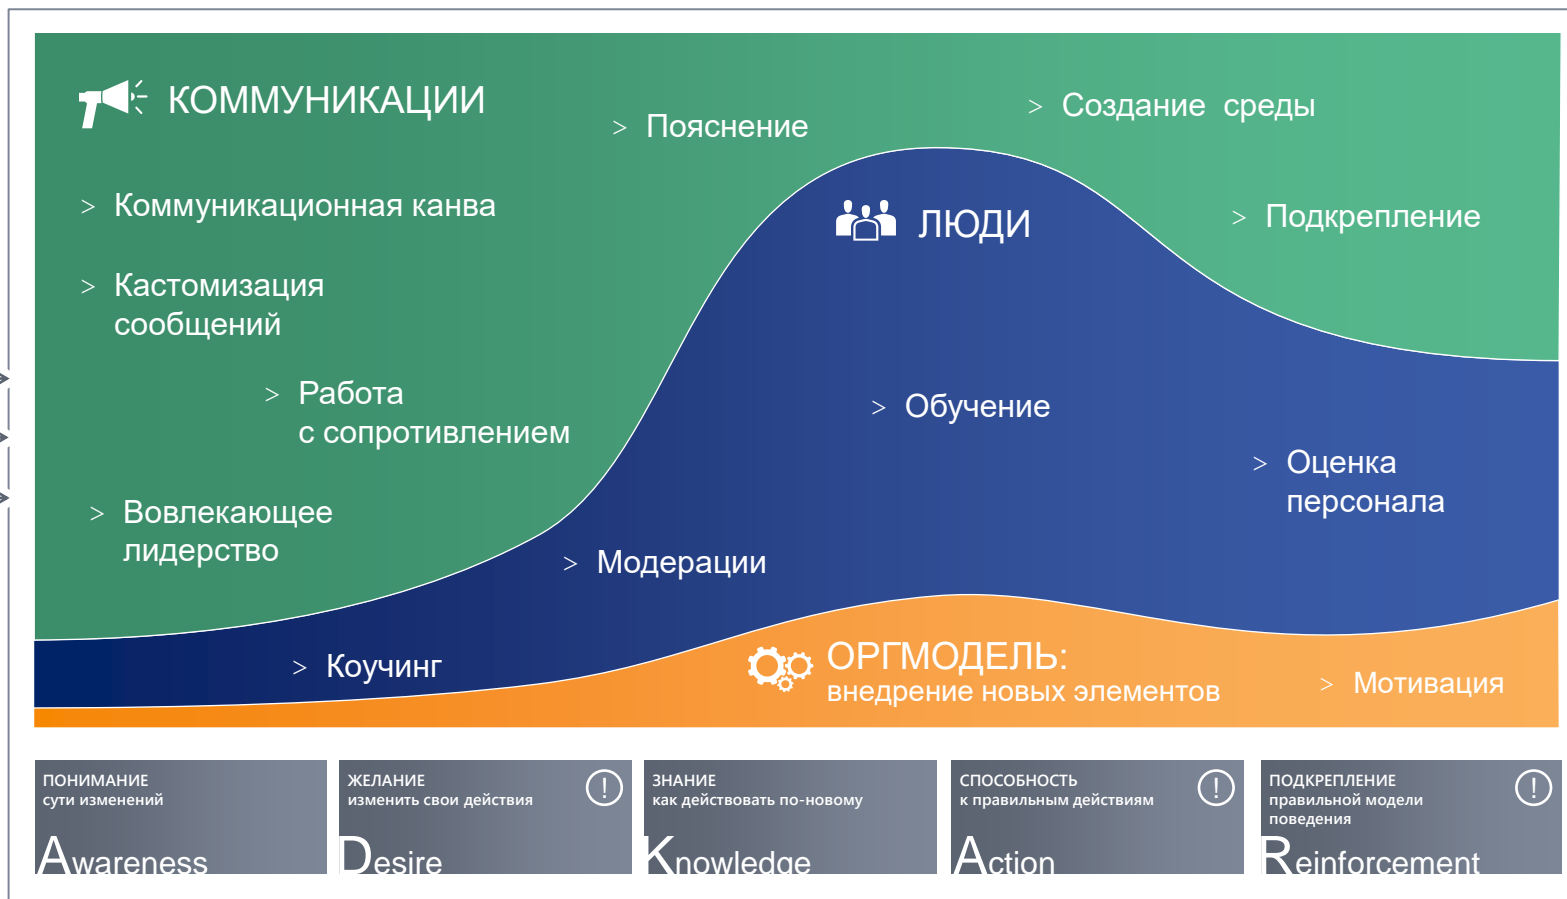 КОММУНИКАЦИИ
> Пояснение
> Создание среды
> Коммуникационная канва
ЛЮДИ
> Подкрепление
> Кастомизация
сообщений
> Работа
с сопротивлением
> Обучение
> Оценка
персонала
> Вовлекающее
лидерство
> Модерации
> Коучинг
ОРГМОДЕЛЬ:
внедрение новых элементов
> Мотивация
ПОНИМАНИЕ
сути изменений
Awareness
ЖЕЛАНИЕ
изменить свои действия
!
Desire
ЗНАНИЕ
как действовать по-новому
Knowledge
СПОСОБНОСТЬ
к правильным действиям
!
Action
ПОДКРЕПЛЕНИЕ
правильной модели
поведения
!
Reinforcement